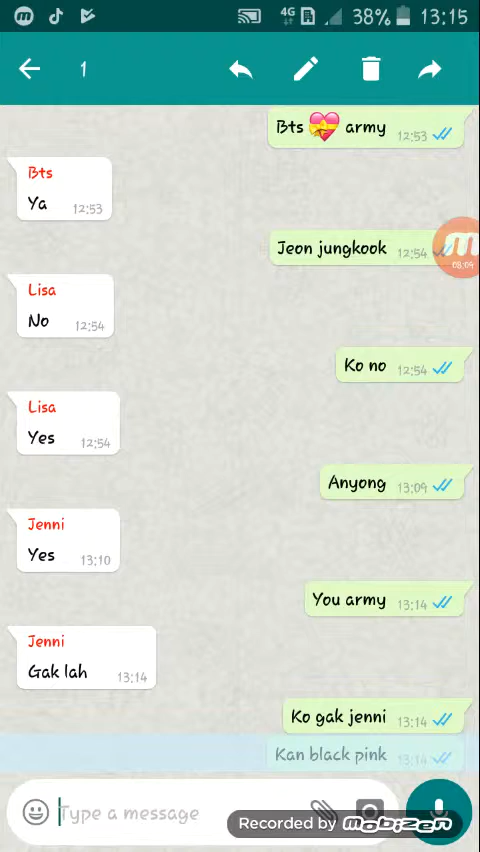 4G 38% 13:15
1
Bts 💝 army 12:53
Bts
Ya 12:53
Jeon jungkook 12:54
08:09
Lisa
No 12:54
Ko no 12:54
Lisa
Yes 12:54
Anyong 13:09
Jenni
Yes 13:10
You army 13:14
Jenni
Gak lah 13:14
Ko gak jenni 13:14
Kan black pink 13:14
Type a message
Recorded by mobizen